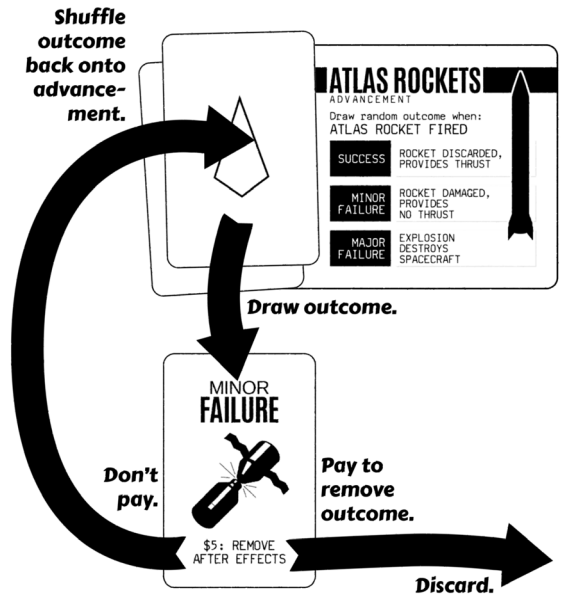 Shuffle
outcome
back onto
advance-
ment.
ATLAS ROCKETS
ADVANCEMENT
Draw random outcome when:
ATLAS ROCKET FIRED
SUCCESS
ROCKET DISCARDED,
PROVIDES THRUST
MINOR
FAILURE
ROCKET DAMAGED,
PROVIDES
NO THRUST
MAJOR
FAILURE
EXPLOSION
DESTROYS
SPACECRAFT
Draw outcome.
MINOR
FAILURE
Don't
pay.
Pay to
remove
outcome.
$5: REMOVE
AFTER EFFECTS
Discard.